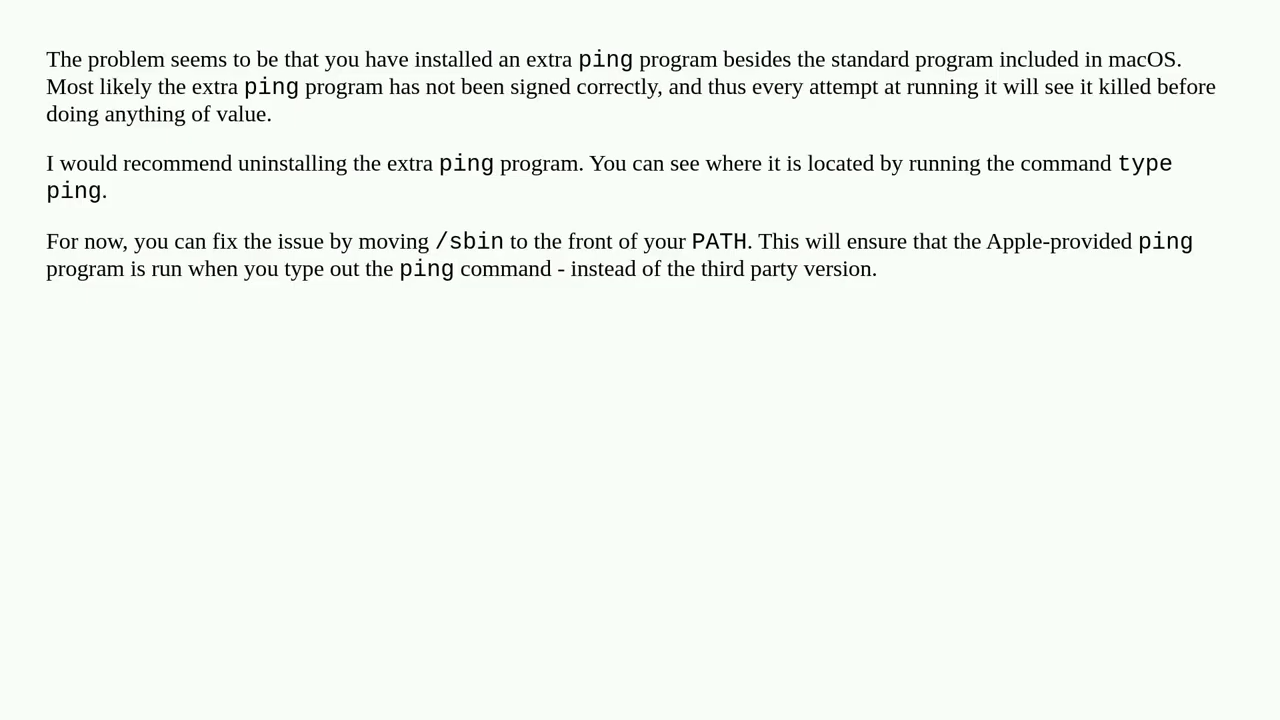 The problem seems to be that you have installed an extra ping program besides the standard program included in macOS.
Most likely the extra ping program has not been signed correctly, and thus every attempt at running it will see it killed before
doing anything of value.
I would recommend uninstalling the extra ping program. You can see where it is located by running the command type
ping.
For now, you can fix the issue by moving /sbin to the front of your PATH. This will ensure that the Apple-provided ping
program is run when you type out the ping command - instead of the third party version.